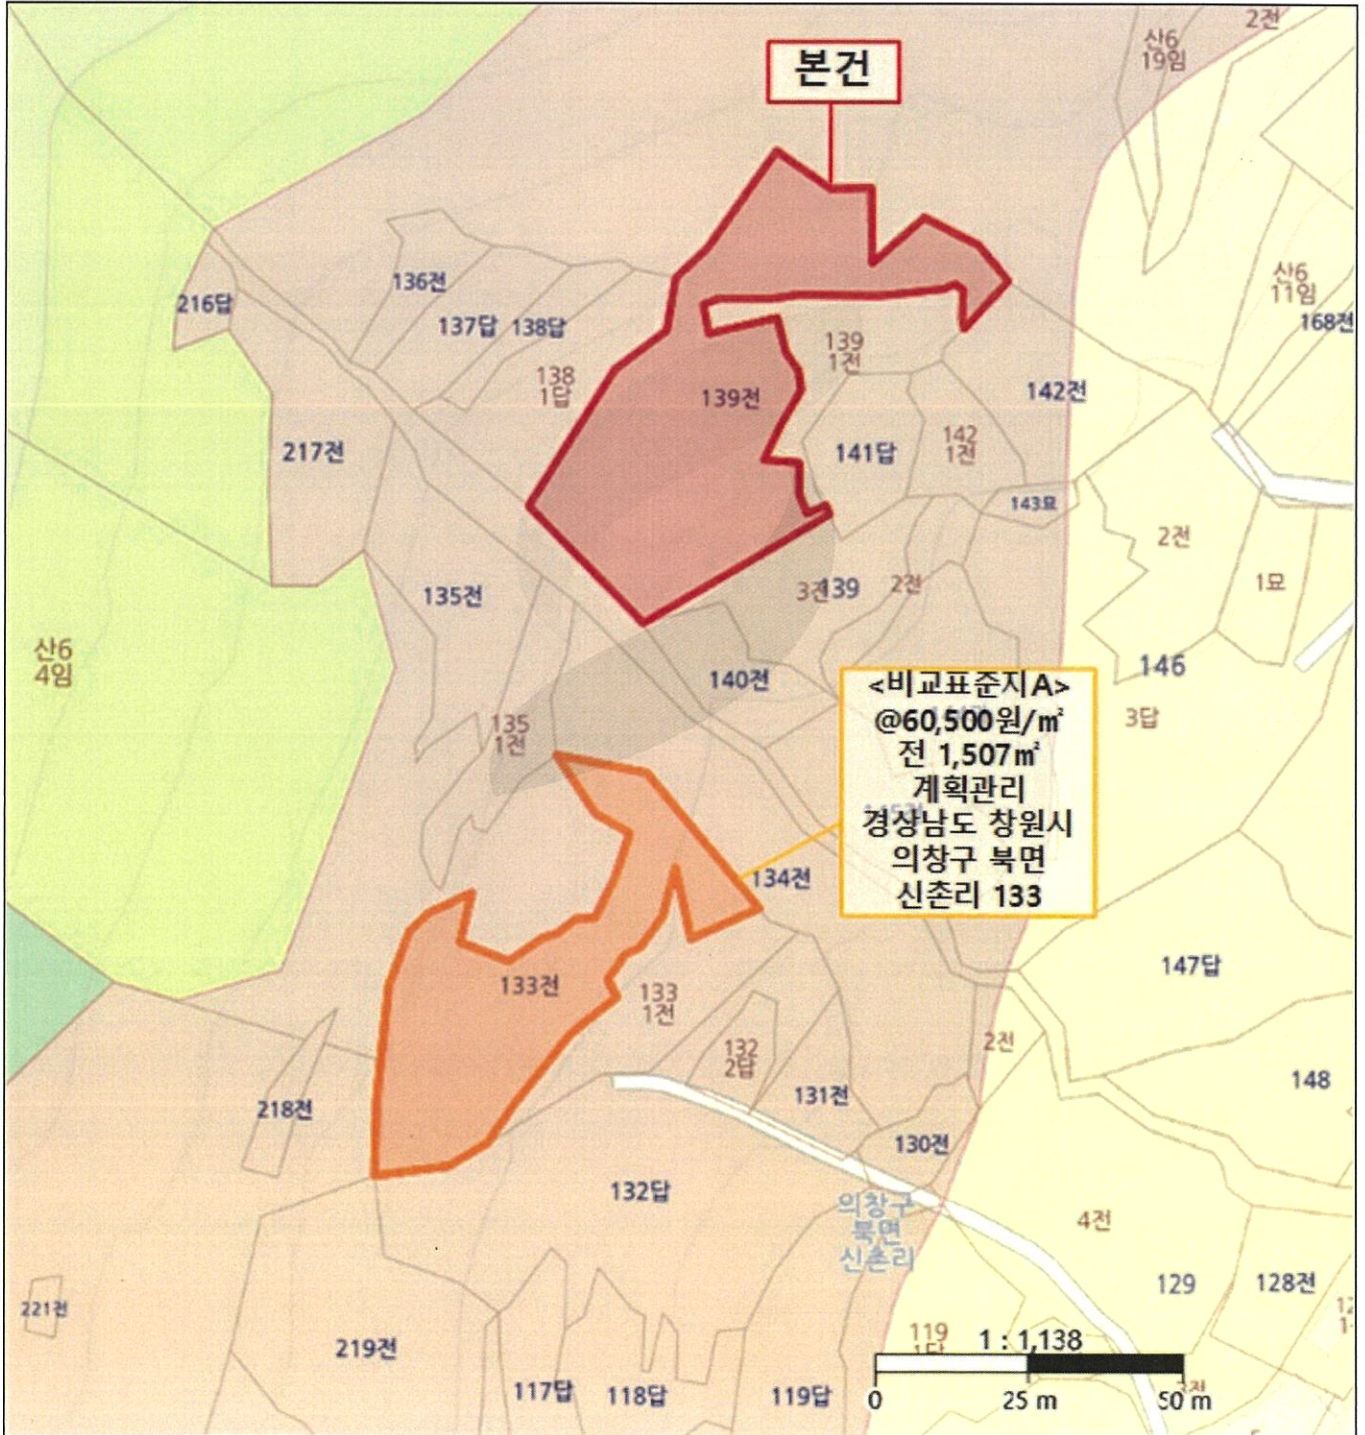 2전
산6
19임
본건
산6
11임
168전
216답
136전
137답
138답
138
1답
139
1전
139전
142전
217전
141답
142
1전
143묘
2전
1묘
135전
3전
139
2전
산6
4임
140전
146
3답
135
1전
<비교표준지A>
@60,500원/㎡
전 1,507㎡
계획관리
경상남도 창원시
의창구 북면
신촌리 133
134전
147답
133전
133
1전
132
2답
2전
148
218전
131전
130전
132답
의창구
북면
신촌리
4전
129
128전
221전
219전
119
1답
1 : 1,138
117답
118답
119답
0
25 m
50 m